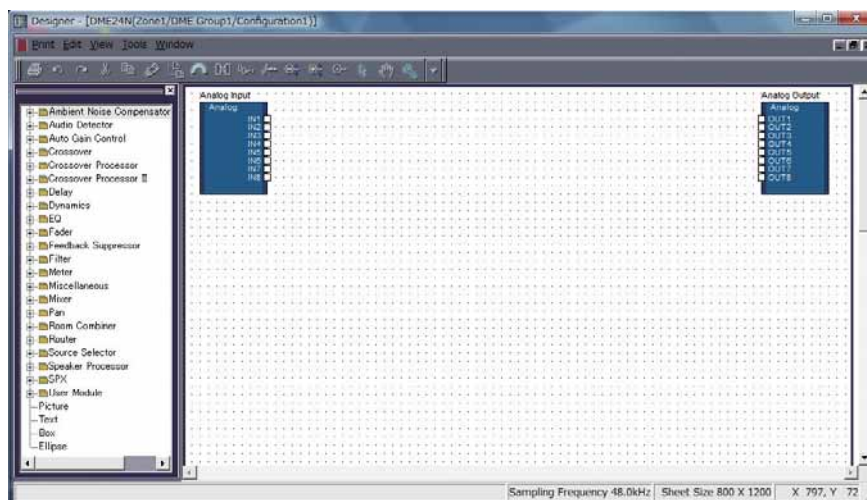 Designer - [DME24N(Zone1/DME Group1/Configuration1)]
Print Edit View Tools Window
Ambient Noise Compensator
Audio Detector
Auto Gain Control
Crossover
Crossover Processor
Crossover Processor II
Delay
Dynamics
EQ
Fader
Feedback Suppressor
Filter
Meter
Miscellaneous
Mixer
Pan
Room Combiner
Router
Source Selector
Speaker Processor
SPX
User Module
Picture
Text
Box
Ellipse
Analog Input
Analog
IN1
IN2
IN3
IN4
IN5
IN6
IN7
IN8
Analog Output
Analog
OUT1
OUT2
OUT3
OUT4
OUT5
OUT6
OUT7
OUT8
Sampling Frequency 48.0kHz Sheet Size 800 X 1200 X 797, Y 72